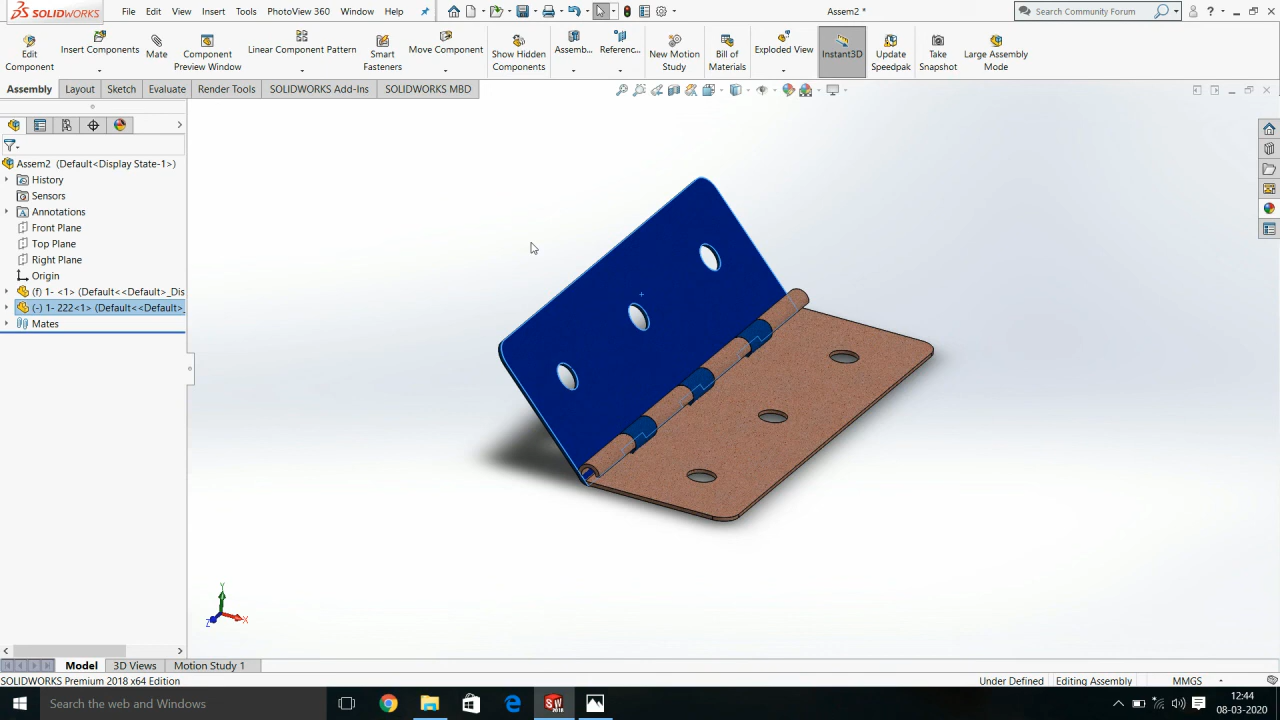 SOLIDWORKS File Edit View Insert Tools PhotoView 360 Window Help Assem2 * Search Community Forum
Edit Component Insert Components Mate Component Preview Window Linear Component Pattern Smart Fasteners Move Component Show Hidden Components Assemb... Referenc... New Motion Study Bill of Materials Exploded View Instant3D Update Speedpak Take Snapshot Large Assembly Mode
Assembly Layout Sketch Evaluate Render Tools SOLIDWORKS Add-Ins SOLIDWORKS MBD
Assem2 (Default<Display State-1>)
History
Sensors
Annotations
Front Plane
Top Plane
Right Plane
Origin
(f) 1- <1> (Default<<Default>_Dis
(-) 1- 222<1> (Default<<Default>_
Mates
Y
X
Z
Model 3D Views Motion Study 1
SOLIDWORKS Premium 2018 x64 Edition Under Defined Editing Assembly MMGS
Search the web and Windows 12:44
08-03-2020